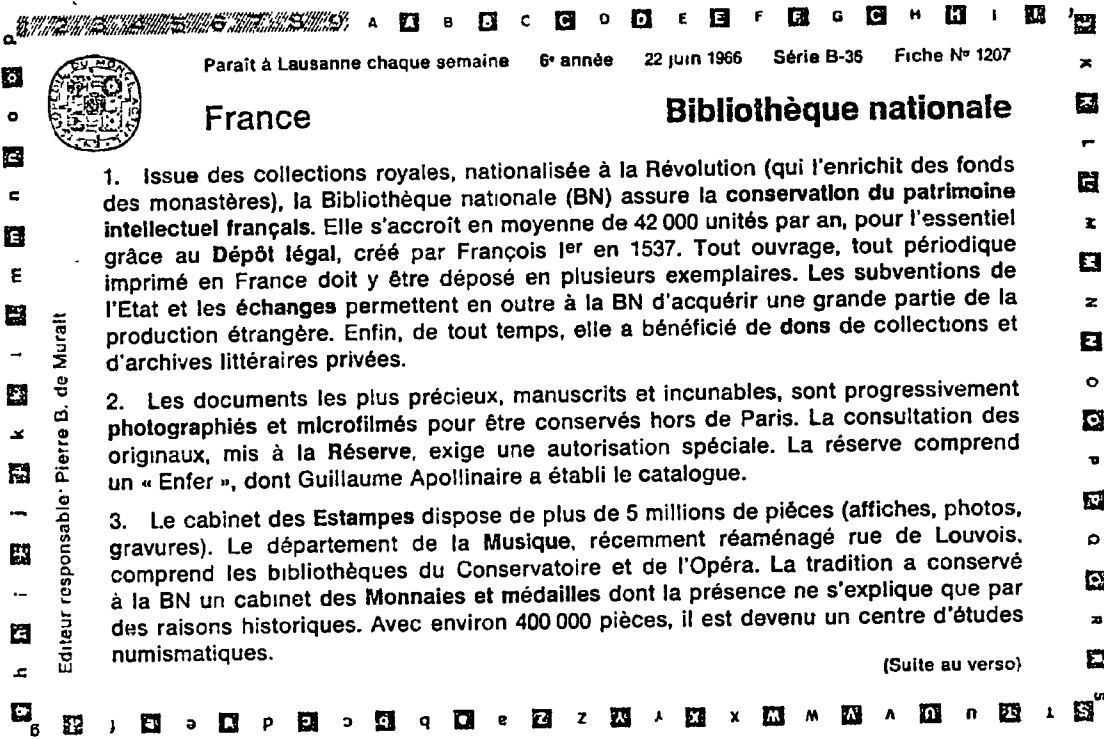 Paraît à Lausanne chaque semaine 6e année 22 juin 1966 Série B-35 Fiche No 1207
France
Bibliothèque nationale
1. Issue des collections royales, nationalisée à la Révolution (qui l'enrichit des fonds
des monastères), la Bibliothèque nationale (BN) assure la conservation du patrimoine
intellectuel français. Elle s'accroît en moyenne de 42 000 unités par an, pour l'essentiel
grâce au Dépôt légal, créé par François Ier en 1537. Tout ouvrage, tout périodique
imprimé en France doit y être déposé en plusieurs exemplaires. Les subventions de
l'Etat et les échanges permettent en outre à la BN d'acquérir une grande partie de la
production étrangère. Enfin, de tout temps, elle a bénéficié de dons de collections et
d'archives littéraires privées.
2. Les documents les plus précieux, manuscrits et incunables, sont progressivement
photographiés et microfilmés pour être conservés hors de Paris. La consultation des
originaux, mis à la Réserve, exige une autorisation spéciale. La réserve comprend
un « Enfer », dont Guillaume Apollinaire a établi le catalogue.
3. Le cabinet des Estampes dispose de plus de 5 millions de pièces (affiches, photos,
gravures). Le département de la Musique, récemment réaménagé rue de Louvois,
comprend les bibliothèques du Conservatoire et de l'Opéra. La tradition a conservé
à la BN un cabinet des Monnaies et médailles dont la présence ne s'explique que par
des raisons historiques. Avec environ 400 000 pièces, il est devenu un centre d'études
numismatiques.
(Suite au verso)
Editeur responsable: Pierre B. de Muralt